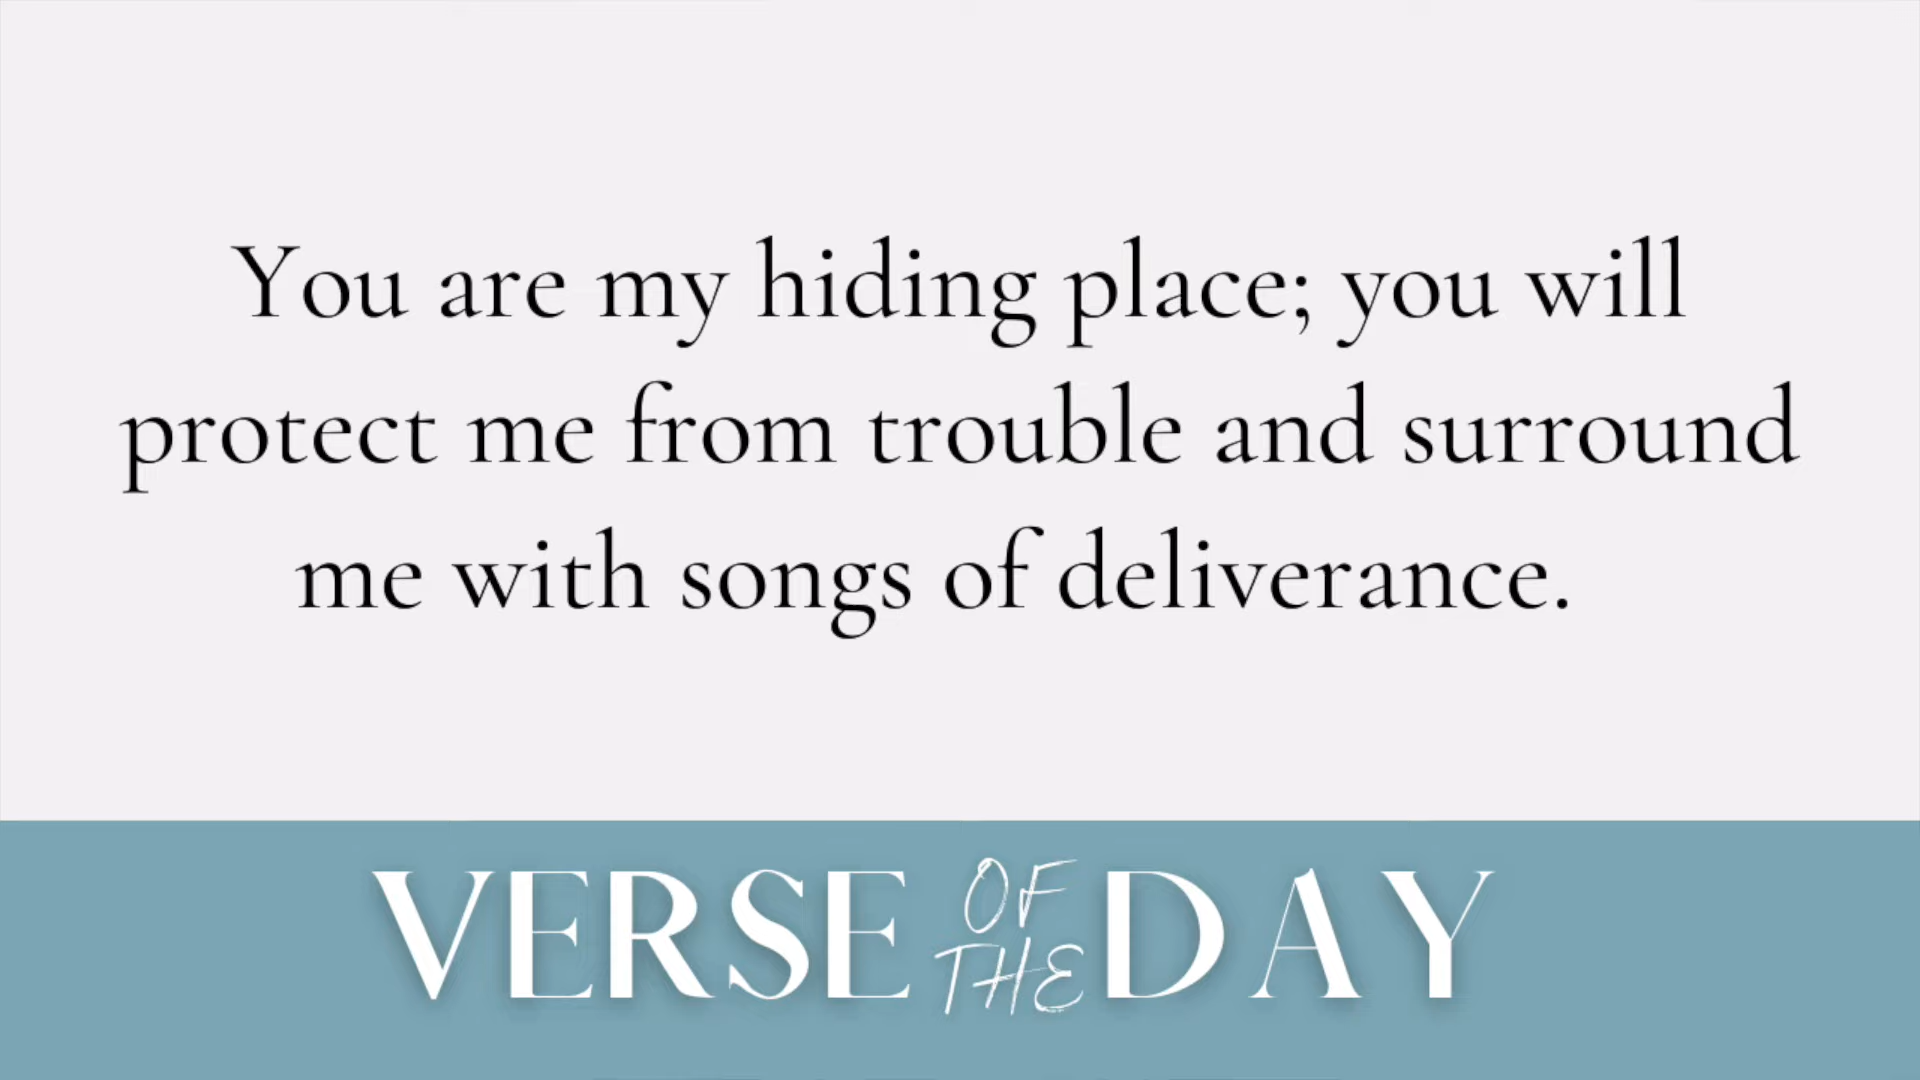 You are my hiding place; you will
protect me from trouble and surround
me with songs of deliverance.
VERSE OF THE DAY